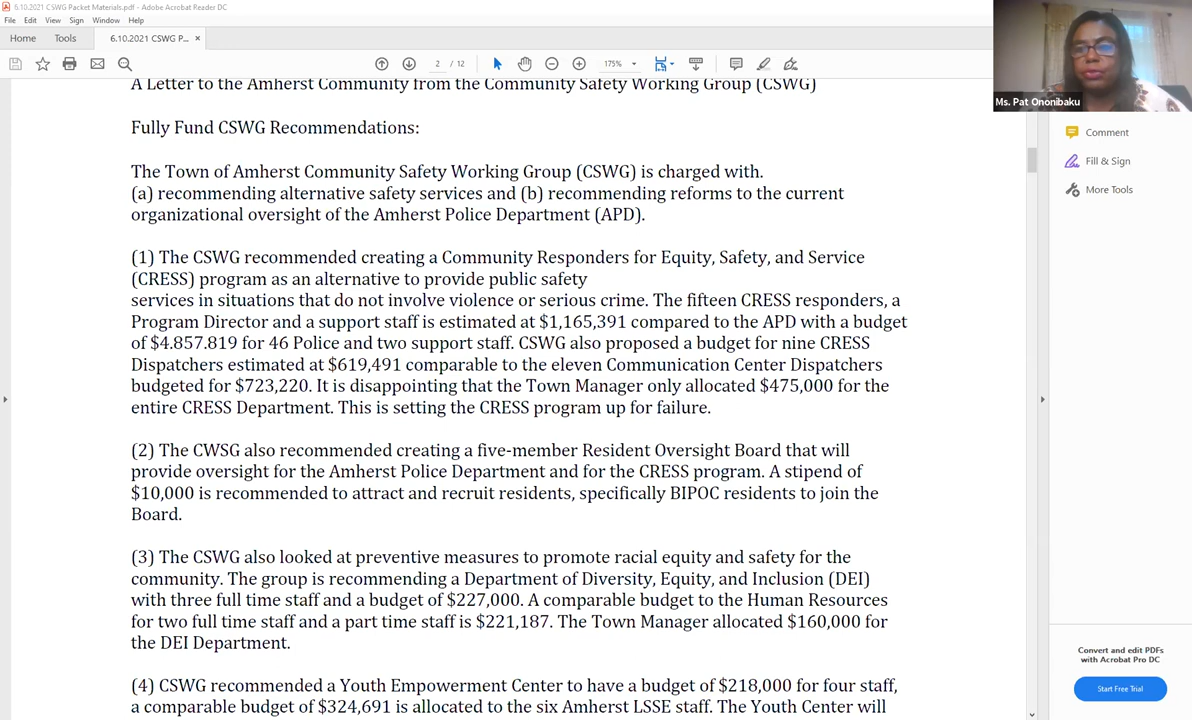 6.10.2021 CSWG Packet Materials.pdf - Adobe Acrobat Reader DC
File Edit View Sign Window Help
Home Tools 6.10.2021 CSWG P... ×
2 / 12 175%
Ms. Pat Ononibaku
Comment
Fill & Sign
More Tools
A Letter to the Amherst Community from the Community Safety Working Group (CSWG)
Fully Fund CSWG Recommendations:
The Town of Amherst Community Safety Working Group (CSWG) is charged with.
(a) recommending alternative safety services and (b) recommending reforms to the current
organizational oversight of the Amherst Police Department (APD).
(1) The CSWG recommended creating a Community Responders for Equity, Safety, and Service
(CRESS) program as an alternative to provide public safety
services in situations that do not involve violence or serious crime. The fifteen CRESS responders, a
Program Director and a support staff is estimated at $1,165,391 compared to the APD with a budget
of $4.857.819 for 46 Police and two support staff. CSWG also proposed a budget for nine CRESS
Dispatchers estimated at $619,491 comparable to the eleven Communication Center Dispatchers
budgeted for $723,220. It is disappointing that the Town Manager only allocated $475,000 for the
entire CRESS Department. This is setting the CRESS program up for failure.
(2) The CWSG also recommended creating a five-member Resident Oversight Board that will
provide oversight for the Amherst Police Department and for the CRESS program. A stipend of
$10,000 is recommended to attract and recruit residents, specifically BIPOC residents to join the
Board.
(3) The CSWG also looked at preventive measures to promote racial equity and safety for the
community. The group is recommending a Department of Diversity, Equity, and Inclusion (DEI)
with three full time staff and a budget of $227,000. A comparable budget to the Human Resources
for two full time staff and a part time staff is $221,187. The Town Manager allocated $160,000 for
the DEI Department.
(4) CSWG recommended a Youth Empowerment Center to have a budget of $218,000 for four staff,
a comparable budget of $324,691 is allocated to the six Amherst LSSE staff. The Youth Center will
Convert and edit PDFs
with Acrobat Pro DC
Start Free Trial